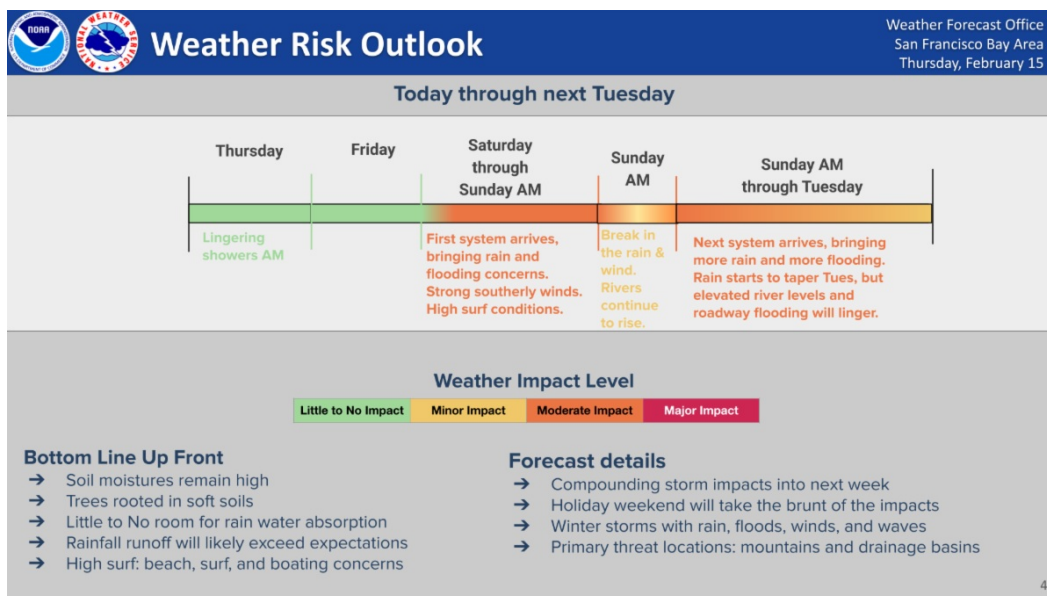 NOAA
Weather Risk Outlook
Weather Forecast Office
San Francisco Bay Area
Thursday, February 15
Today through next Tuesday
Thursday
Friday
Saturday
through
Sunday AM
Sunday
AM
Sunday AM
through Tuesday
Lingering
showers AM
First system arrives,
bringing rain and
flooding concerns.
Strong southerly winds.
High surf conditions.
Break in
the rain &
wind.
Rivers
continue
to rise.
Next system arrives, bringing
more rain and more flooding.
Rain starts to taper Tues, but
elevated river levels and
roadway flooding will linger.
Weather Impact Level
Little to No Impact
Minor Impact
Moderate Impact
Major Impact
Bottom Line Up Front
➔ Soil moistures remain high
➔ Trees rooted in soft soils
➔ Little to No room for rain water absorption
➔ Rainfall runoff will likely exceed expectations
➔ High surf: beach, surf, and boating concerns
Forecast details
➔ Compounding storm impacts into next week
➔ Holiday weekend will take the brunt of the impacts
➔ Winter storms with rain, floods, winds, and waves
➔ Primary threat locations: mountains and drainage basins
4